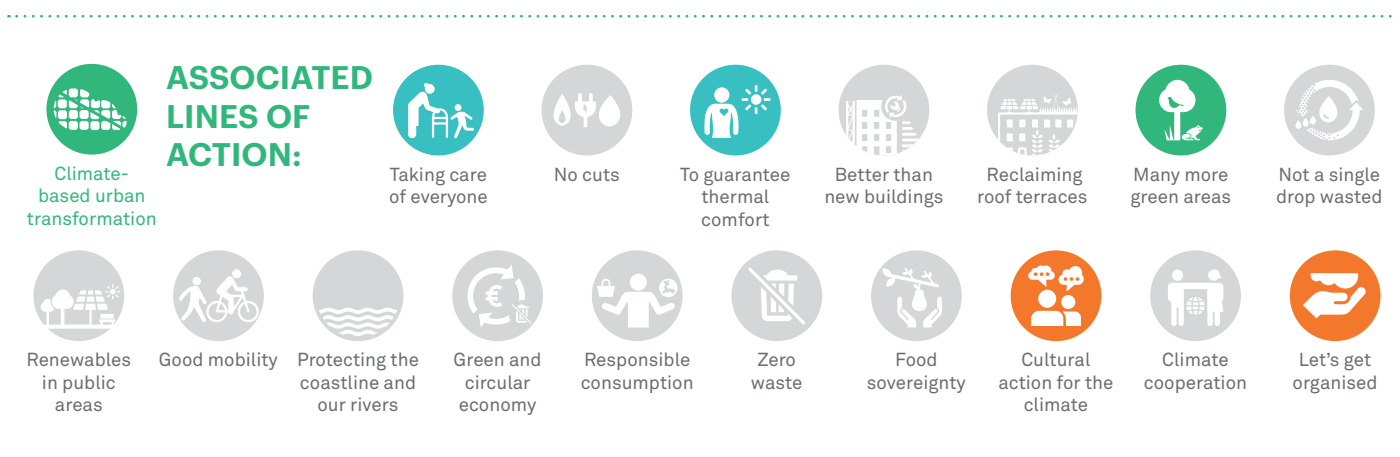 ASSOCIATED
LINES OF
ACTION:
Climate-
based urban
transformation
Taking care
of everyone
No cuts
To guarantee
thermal
comfort
Better than
new buildings
Reclaiming
roof terraces
Many more
green areas
Not a single
drop wasted
Renewables
in public
areas
Good mobility
Protecting the
coastline and
our rivers
€
Green and
circular
economy
Responsible
consumption
Zero
waste
Food
sovereignty
Cultural
action for the
climate
Climate
cooperation
Let's get
organised